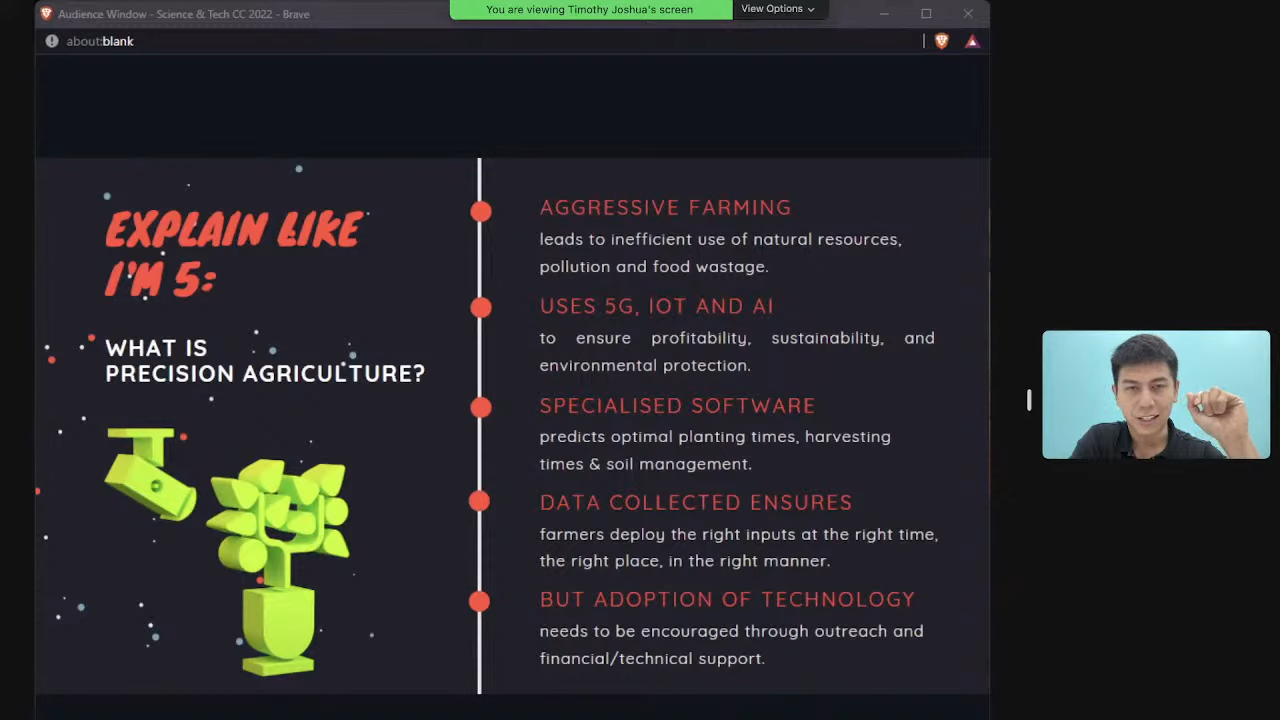 Audience Window - Science & Tech CC 2022 - Brave
You are viewing Timothy Joshua's screen
View Options
about:blank
EXPLAIN LIKE
I'M 5:
WHAT IS
PRECISION AGRICULTURE?
AGGRESSIVE FARMING
leads to inefficient use of natural resources,
pollution and food wastage.
USES 5G, IOT AND AI
to ensure profitability, sustainability, and
environmental protection.
SPECIALISED SOFTWARE
predicts optimal planting times, harvesting
times & soil management.
DATA COLLECTED ENSURES
farmers deploy the right inputs at the right time,
the right place, in the right manner.
BUT ADOPTION OF TECHNOLOGY
needs to be encouraged through outreach and
financial/technical support.